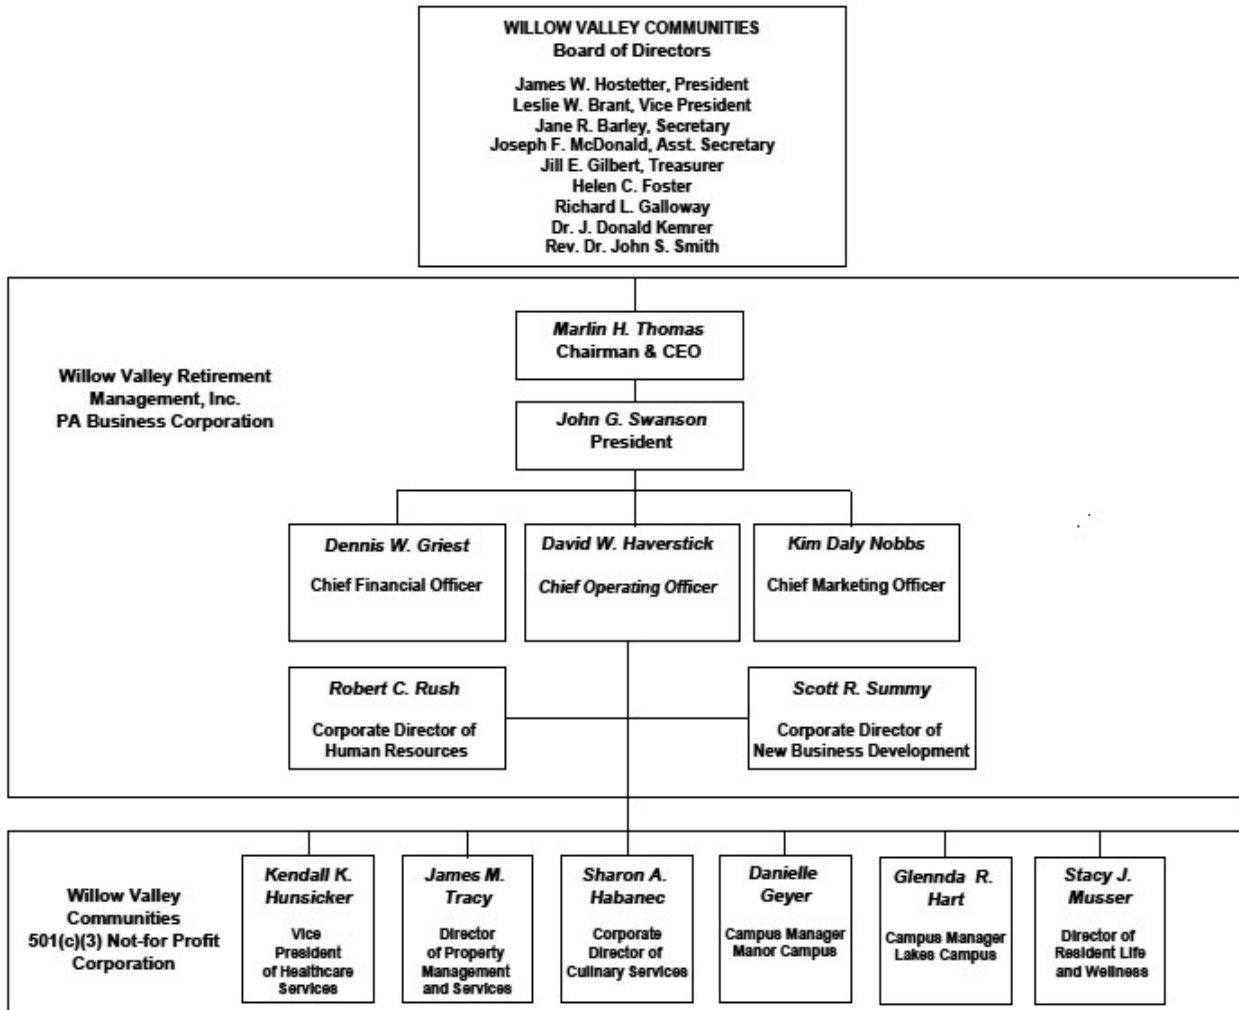 WILLOW VALLEY COMMUNITIES
Board of Directors
James W. Hostetter, President
Leslie W. Brant, Vice President
Jane R. Barley, Secretary
Joseph F. McDonald, Asst. Secretary
Jill E. Gilbert, Treasurer
Helen C. Foster
Richard L. Galloway
Dr. J. Donald Kemrer
Rev. Dr. John S. Smith
Willow Valley Retirement
Management, Inc.
PA Business Corporation
Marlin H. Thomas
Chairman & CEO
John G. Swanson
President
Dennis W. Griest
Chief Financial Officer
David W. Haverstick
Chief Operating Officer
Kim Daly Nobbs
Chief Marketing Officer
Robert C. Rush
Corporate Director of
Human Resources
Scott R. Summy
Corporate Director of
New Business Development
Willow Valley
Communities
501(c)(3) Not-for Profit
Corporation
Kendall K.
Hunsicker
Vice
President
of Healthcare
Services
James M.
Tracy
Director
of Property
Management
and Services
Sharon A.
Habanec
Corporate
Director of
Culinary Services
Danielle
Geyer
Campus Manager
Manor Campus
Glennda R.
Hart
Campus Manager
Lakes Campus
Stacy J.
Musser
Director of
Resident Life
and Wellness